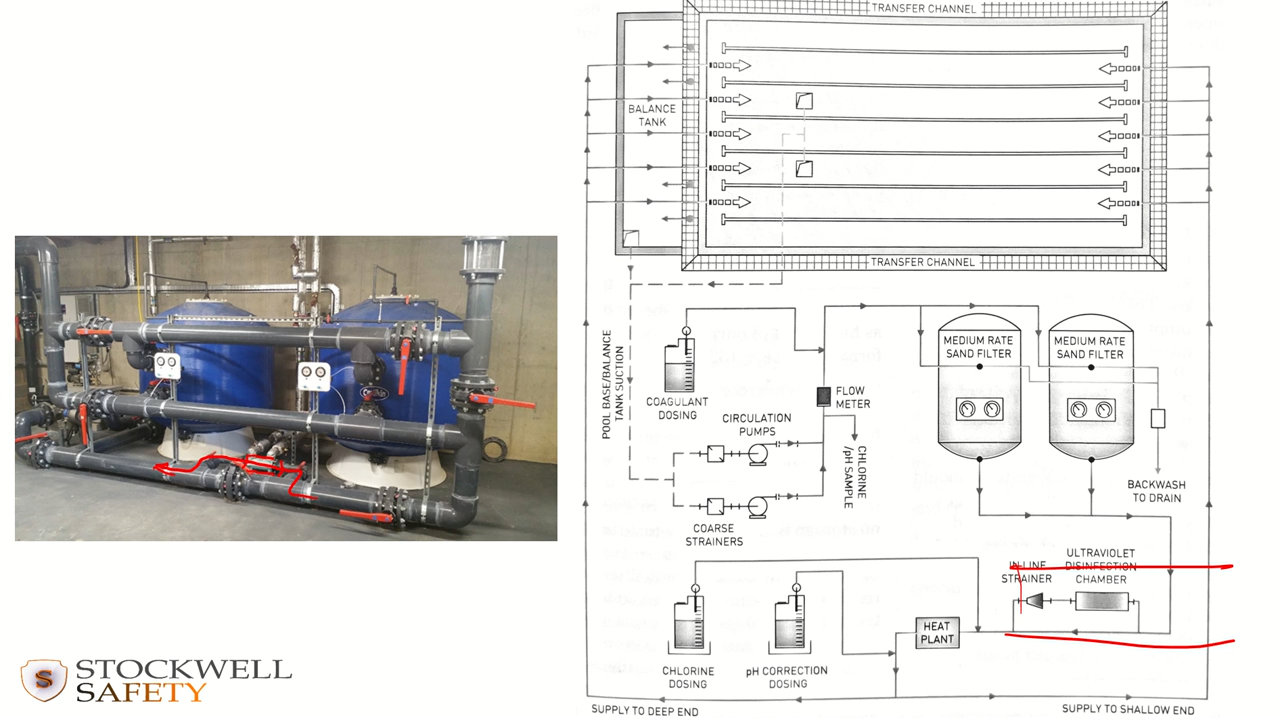 TRANSFER CHANNEL
BALANCE
TANK
TRANSFER CHANNEL
POOL BASE/BALANCE
TANK SUCTION
COAGULANT
DOSING
FLOW
METER
CIRCULATION
PUMPS
CHLORINE
/pH SAMPLE
COARSE
STRAINERS
MEDIUM RATE
SAND FILTER
MEDIUM RATE
SAND FILTER
BACKWASH
TO DRAIN
IN-LINE
STRAINER
ULTRAVIOLET
DISINFECTION
CHAMBER
HEAT
PLANT
CHLORINE
DOSING
pH CORRECTION
DOSING
SUPPLY TO DEEP END
SUPPLY TO SHALLOW END
S
STOCKWELL
SAFETY